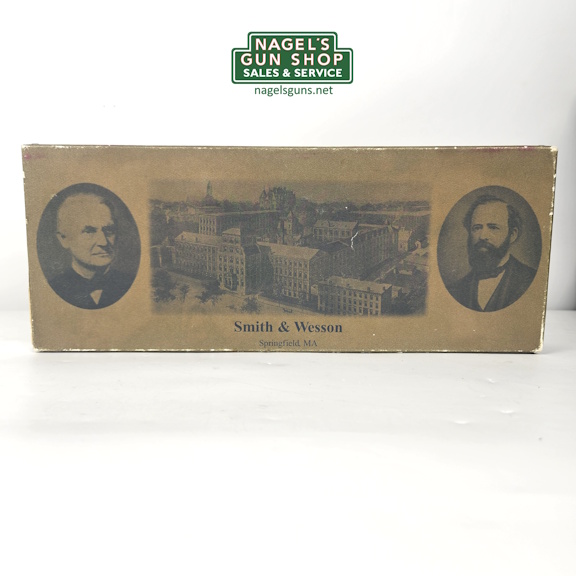 NAGEL'S
GUN SHOP
SALES & SERVICE
nagelsguns.net
Smith & Wesson
Springfield, MA